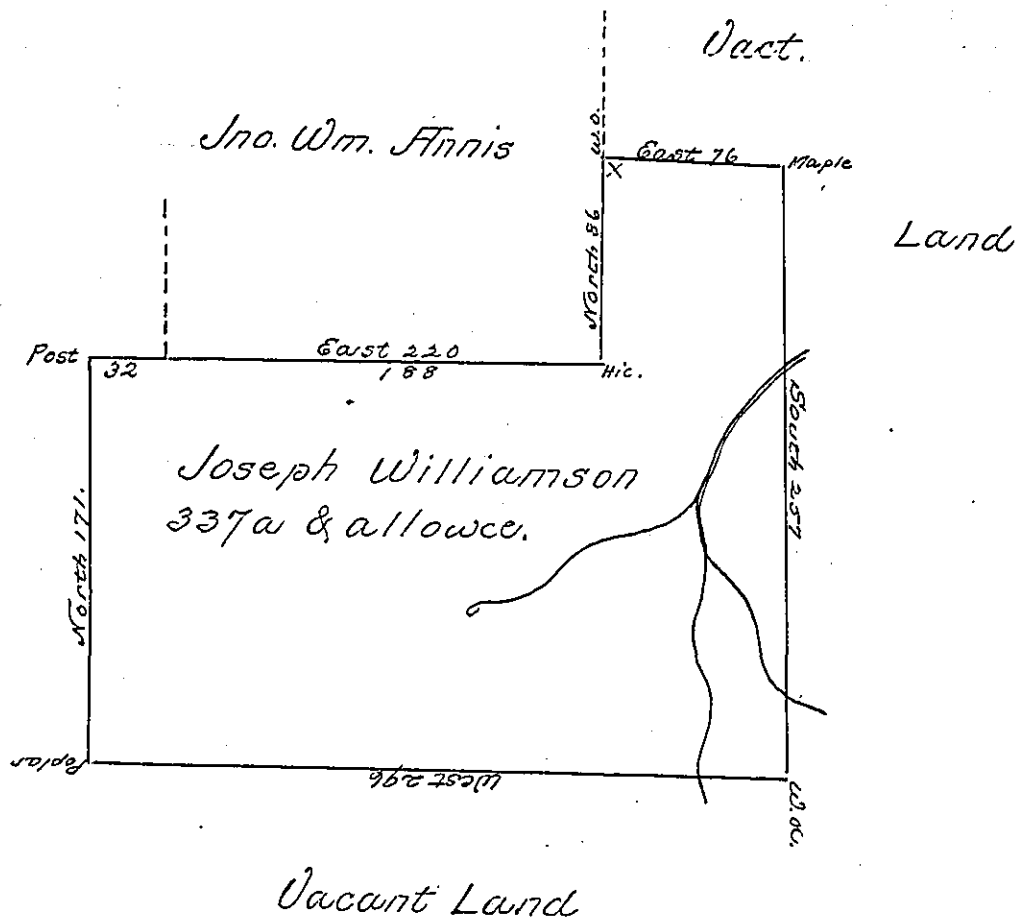 Vact.
Jno. Wm. Annis
W.O.
East 76
Maple
X
Land
North 86
Post
32
East 220
188
Hic.
South 257
Joseph Williamson
337a & allowce.
North 171.
Poplar
West 296
W.OK.
Vacant Land